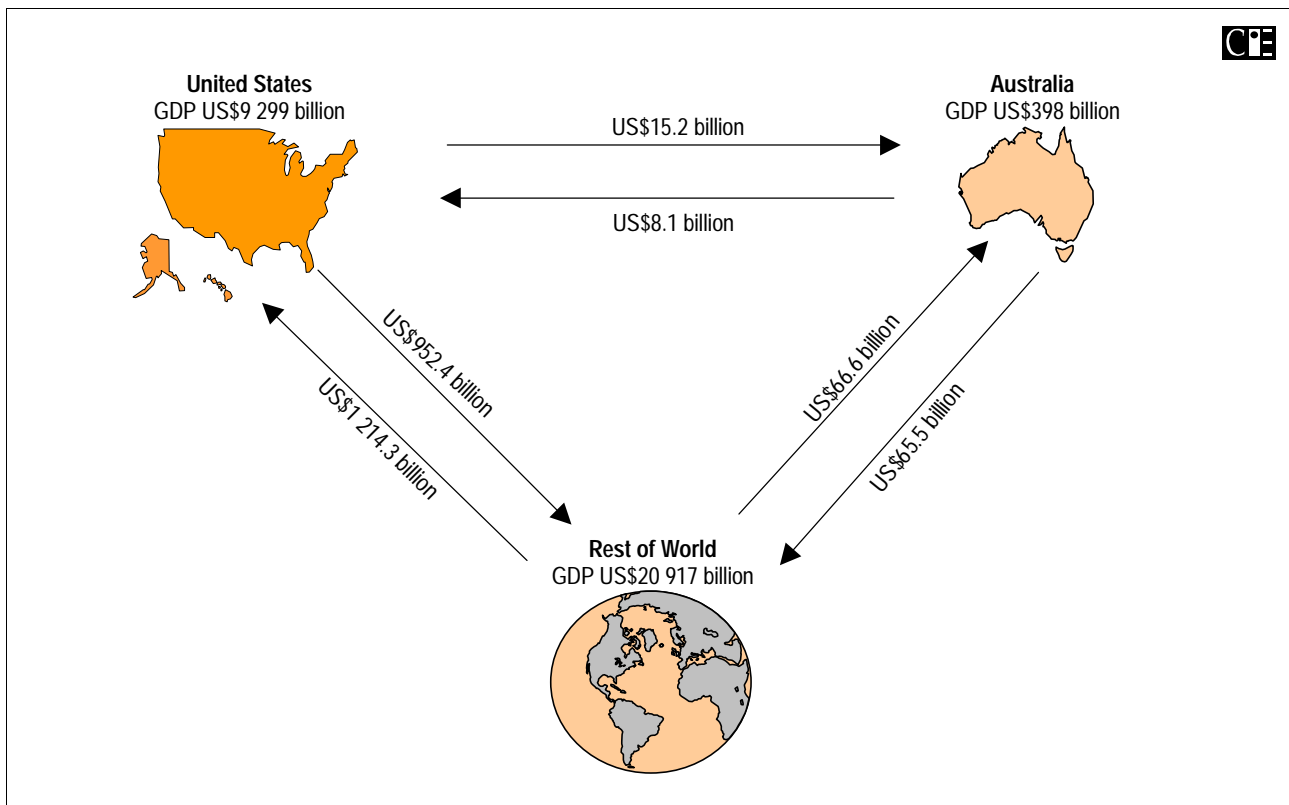 CIE
United States
GDP US$9 299 billion
Australia
GDP US$398 billion
US$15.2 billion
US$8.1 billion
US$952.4 billion
US$1 214.3 billion
US$66.6 billion
US$65.5 billion
Rest of World
GDP US$20 917 billion